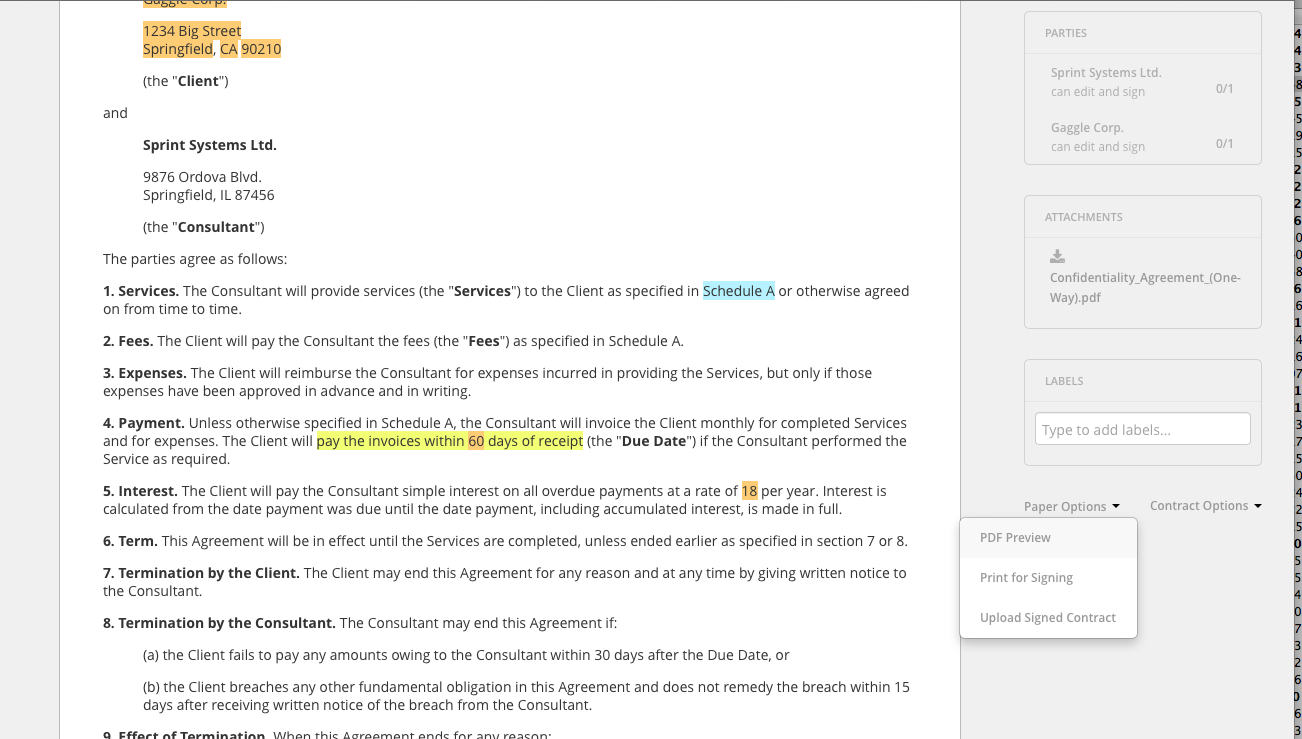 Gaggle Corp.
1234 Big Street
Springfield, CA 90210
(the "Client")
and
Sprint Systems Ltd.
9876 Ordova Blvd.
Springfield, IL 87456
(the "Consultant")
The parties agree as follows:
1. Services. The Consultant will provide services (the "Services") to the Client as specified in Schedule A or otherwise agreed
on from time to time.
2. Fees. The Client will pay the Consultant the fees (the "Fees") as specified in Schedule A.
3. Expenses. The Client will reimburse the Consultant for expenses incurred in providing the Services, but only if those
expenses have been approved in advance and in writing.
4. Payment. Unless otherwise specified in Schedule A, the Consultant will invoice the Client monthly for completed Services
and for expenses. The Client will pay the invoices within 60 days of receipt (the "Due Date") if the Consultant performed the
Service as required.
5. Interest. The Client will pay the Consultant simple interest on all overdue payments at a rate of 18 per year. Interest is
calculated from the date payment was due until the date payment, including accumulated interest, is made in full.
6. Term. This Agreement will be in effect until the Services are completed, unless ended earlier as specified in section 7 or 8.
7. Termination by the Client. The Client may end this Agreement for any reason and at any time by giving written notice to
the Consultant.
8. Termination by the Consultant. The Consultant may end this Agreement if:
(a) the Client fails to pay any amounts owing to the Consultant within 30 days after the Due Date, or
(b) the Client breaches any other fundamental obligation in this Agreement and does not remedy the breach within 15
days after receiving written notice of the breach from the Consultant.
9. Effect of Termination. When this Agreement ends for any reason:
PARTIES
Sprint Systems Ltd.
can edit and sign 0/1
Gaggle Corp.
can edit and sign 0/1
ATTACHMENTS
Confidentiality_Agreement_(One-
Way).pdf
LABELS
Type to add labels...
Paper Options Contract Options
PDF Preview
Print for Signing
Upload Signed Contract